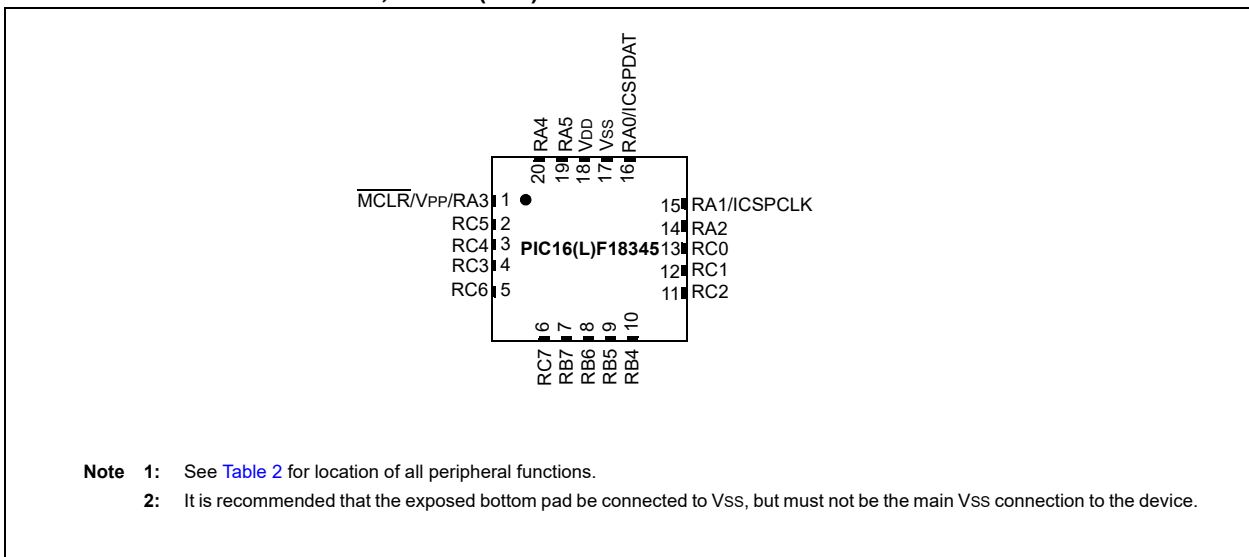 20 RA4
19 RA5
18 VDD
17 VSS
16 RA0/ICSPDAT
MCLR/VPP/RA3 1
RC5 2
RC4 3
RC3 4
RC6 5
PIC16(L)F18345
15 RA1/ICSPCLK
14 RA2
13 RC0
12 RC1
11 RC2
RC7 6
RB7 7
RB6 8
RB5 9
RB4 10
Note 1: See Table 2 for location of all peripheral functions.
2: It is recommended that the exposed bottom pad be connected to VSS, but must not be the main VSS connection to the device.